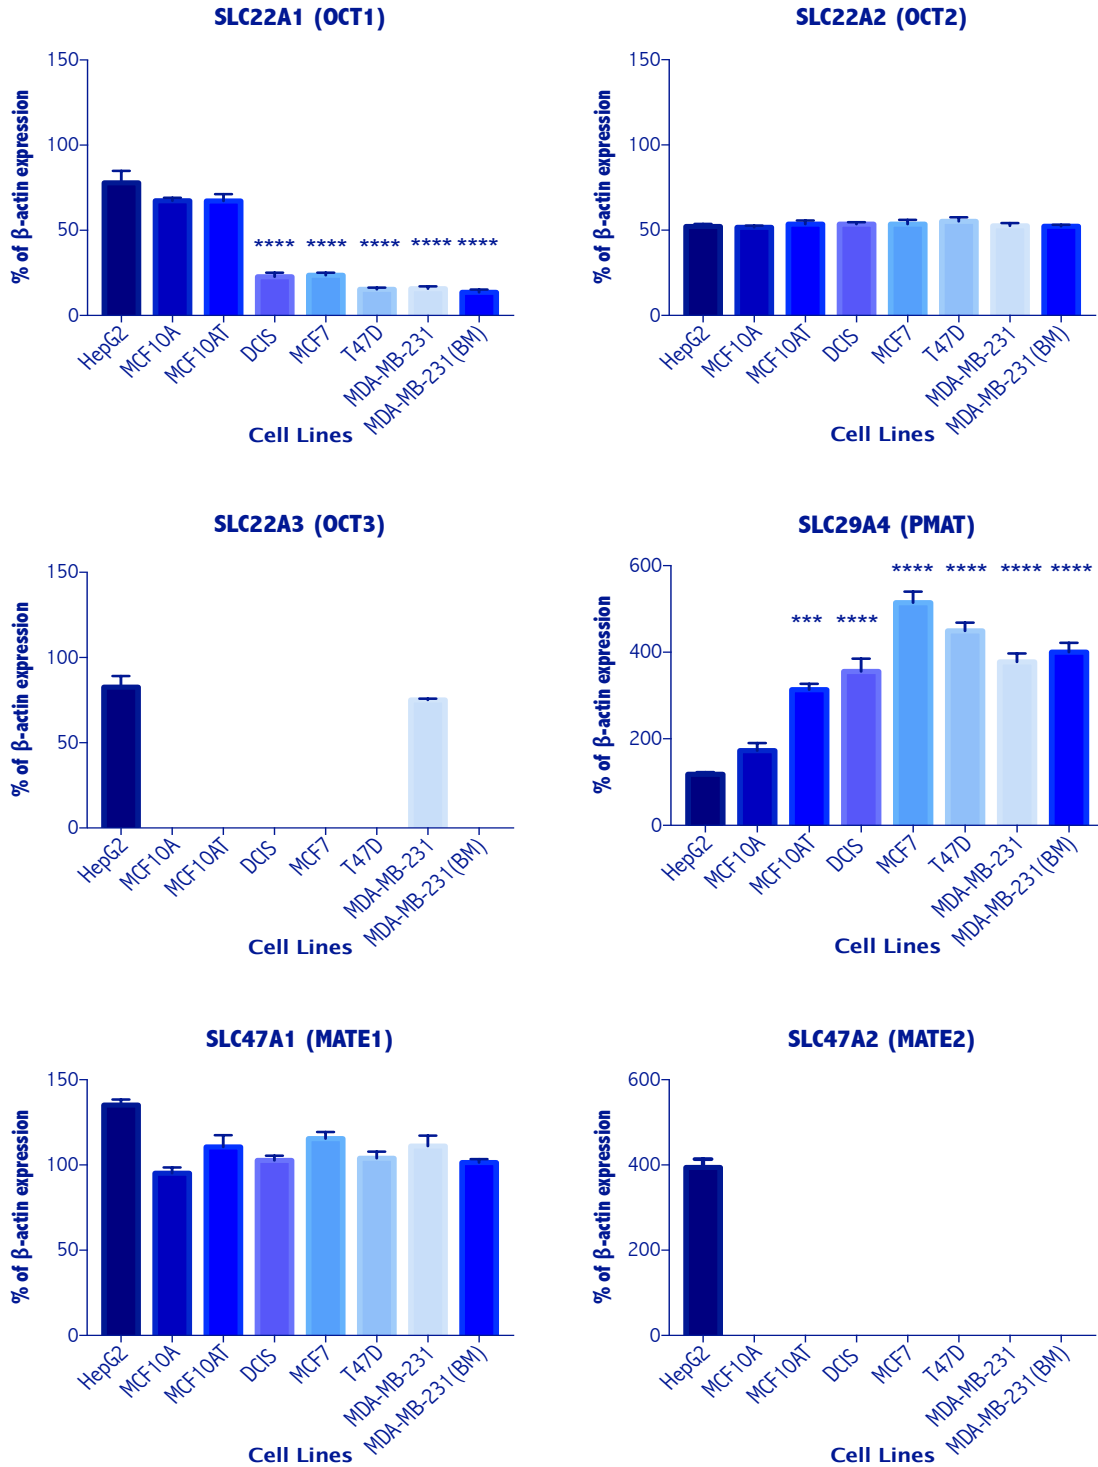 SLC22A1 (OCT1)
% of β-actin expression
150
100
50
0
**** **** **** **** ****
HepG2 MCF10A MCF10AT DCIS MCF7 T47D MDA-MB-231 MDA-MB-231(BM)
Cell Lines
SLC22A2 (OCT2)
% of β-actin expression
150
100
50
0
HepG2 MCF10A MCF10AT DCIS MCF7 T47D MDA-MB-231 MDA-MB-231(BM)
Cell Lines
SLC22A3 (OCT3)
% of β-actin expression
150
100
50
0
HepG2 MCF10A MCF10AT DCIS MCF7 T47D MDA-MB-231 MDA-MB-231(BM)
Cell Lines
SLC29A4 (PMAT)
% of β-actin expression
600
400
200
0
**** **** **** ****
*** ****
HepG2 MCF10A MCF10AT DCIS MCF7 T47D MDA-MB-231 MDA-MB-231(BM)
Cell Lines
SLC47A1 (MATE1)
% of β-actin expression
150
100
50
0
HepG2 MCF10A MCF10AT DCIS MCF7 T47D MDA-MB-231 MDA-MB-231(BM)
Cell Lines
SLC47A2 (MATE2)
% of β-actin expression
600
400
200
0
HepG2 MCF10A MCF10AT DCIS MCF7 T47D MDA-MB-231 MDA-MB-231(BM)
Cell Lines